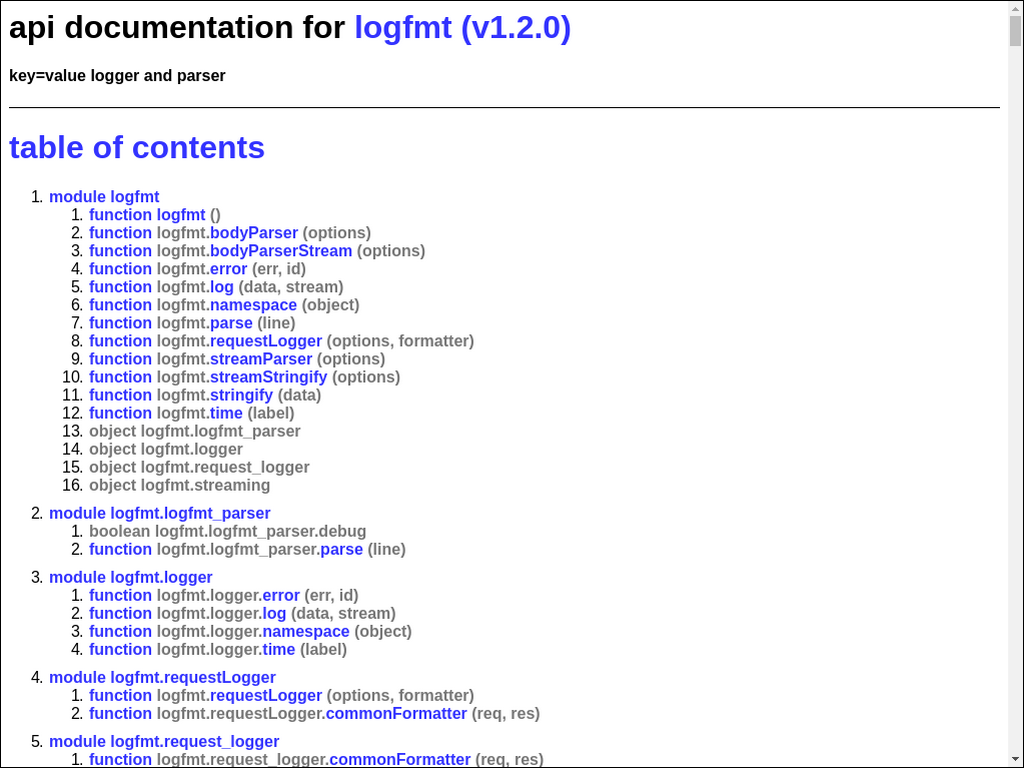 api documentation for logfmt (v1.2.0)
key=value logger and parser
table of contents
1. module logfmt
1. function logfmt ()
2. function logfmt.bodyParser (options)
3. function logfmt.bodyParserStream (options)
4. function logfmt.error (err, id)
5. function logfmt.log (data, stream)
6. function logfmt.namespace (object)
7. function logfmt.parse (line)
8. function logfmt.requestLogger (options, formatter)
9. function logfmt.streamParser (options)
10. function logfmt.streamStringify (options)
11. function logfmt.stringify (data)
12. function logfmt.time (label)
13. object logfmt.logfmt_parser
14. object logfmt.logger
15. object logfmt.request_logger
16. object logfmt.streaming
2. module logfmt.logfmt_parser
1. boolean logfmt.logfmt_parser.debug
2. function logfmt.logfmt_parser.parse (line)
3. module logfmt.logger
1. function logfmt.logger.error (err, id)
2. function logfmt.logger.log (data, stream)
3. function logfmt.logger.namespace (object)
4. function logfmt.logger.time (label)
4. module logfmt.requestLogger
1. function logfmt.requestLogger (options, formatter)
2. function logfmt.requestLogger.commonFormatter (req, res)
5. module logfmt.request_logger
1. function logfmt.request_logger.commonFormatter (req, res)